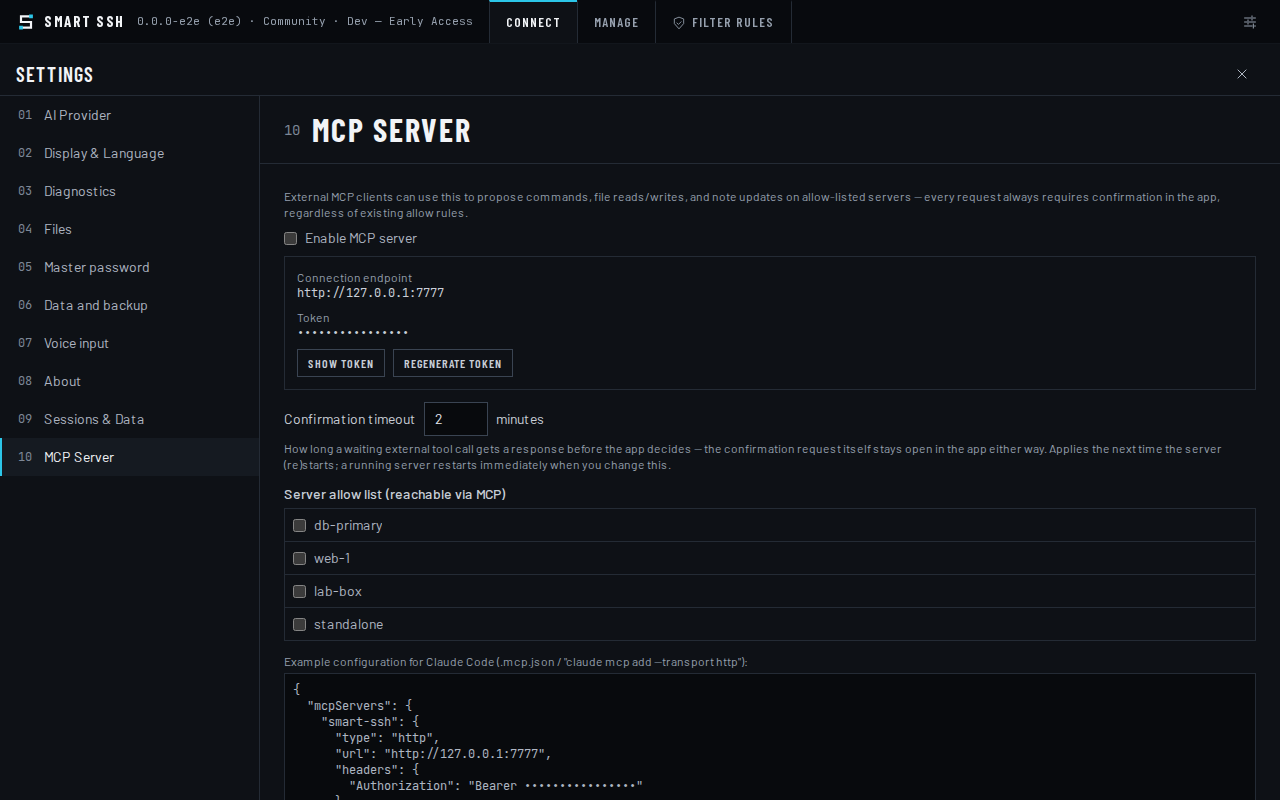 SMART SSH 0.0.0-e2e (e2e) · Community · Dev — Early Access CONNECT MANAGE FILTER RULES
SETTINGS
01 AI Provider
02 Display & Language
03 Diagnostics
04 Files
05 Master password
06 Data and backup
07 Voice input
08 About
09 Sessions & Data
10 MCP Server
10 MCP SERVER
External MCP clients can use this to propose commands, file reads/writes, and note updates on allow-listed servers — every request always requires confirmation in the app,
regardless of existing allow rules.
Enable MCP server
Connection endpoint
http://127.0.0.1:7777
Token
••••••••••••••••
SHOW TOKEN REGENERATE TOKEN
Confirmation timeout 2 minutes
How long a waiting external tool call gets a response before the app decides — the confirmation request itself stays open in the app either way. Applies the next time the server
(re)starts; a running server restarts immediately when you change this.
Server allow list (reachable via MCP)
db-primary
web-1
lab-box
standalone
Example configuration for Claude Code (.mcp.json / "claude mcp add --transport http"):
{
"mcpServers": {
"smart-ssh": {
"type": "http",
"url": "http://127.0.0.1:7777",
"headers": {
"Authorization": "Bearer ••••••••••••••••"
}